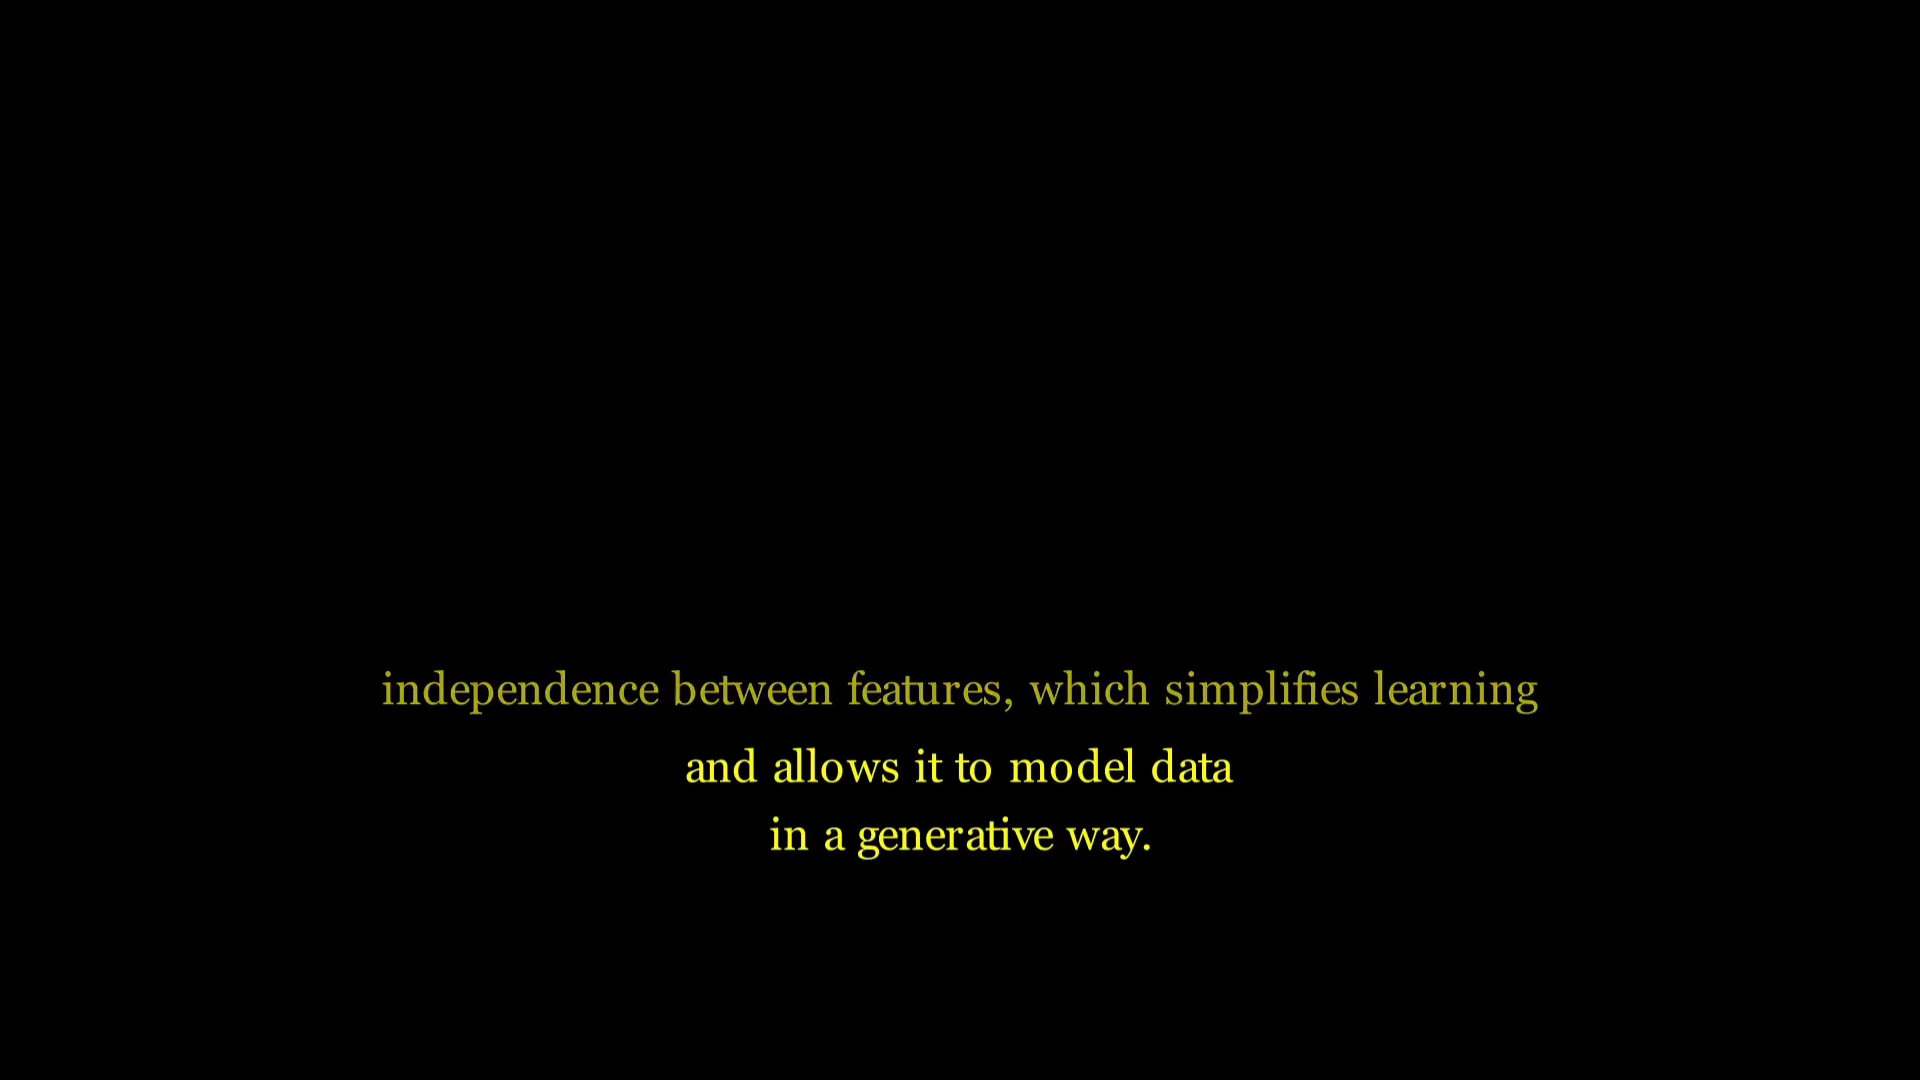 independence between features, which simplifies learning
and allows it to model data
in a generative way.